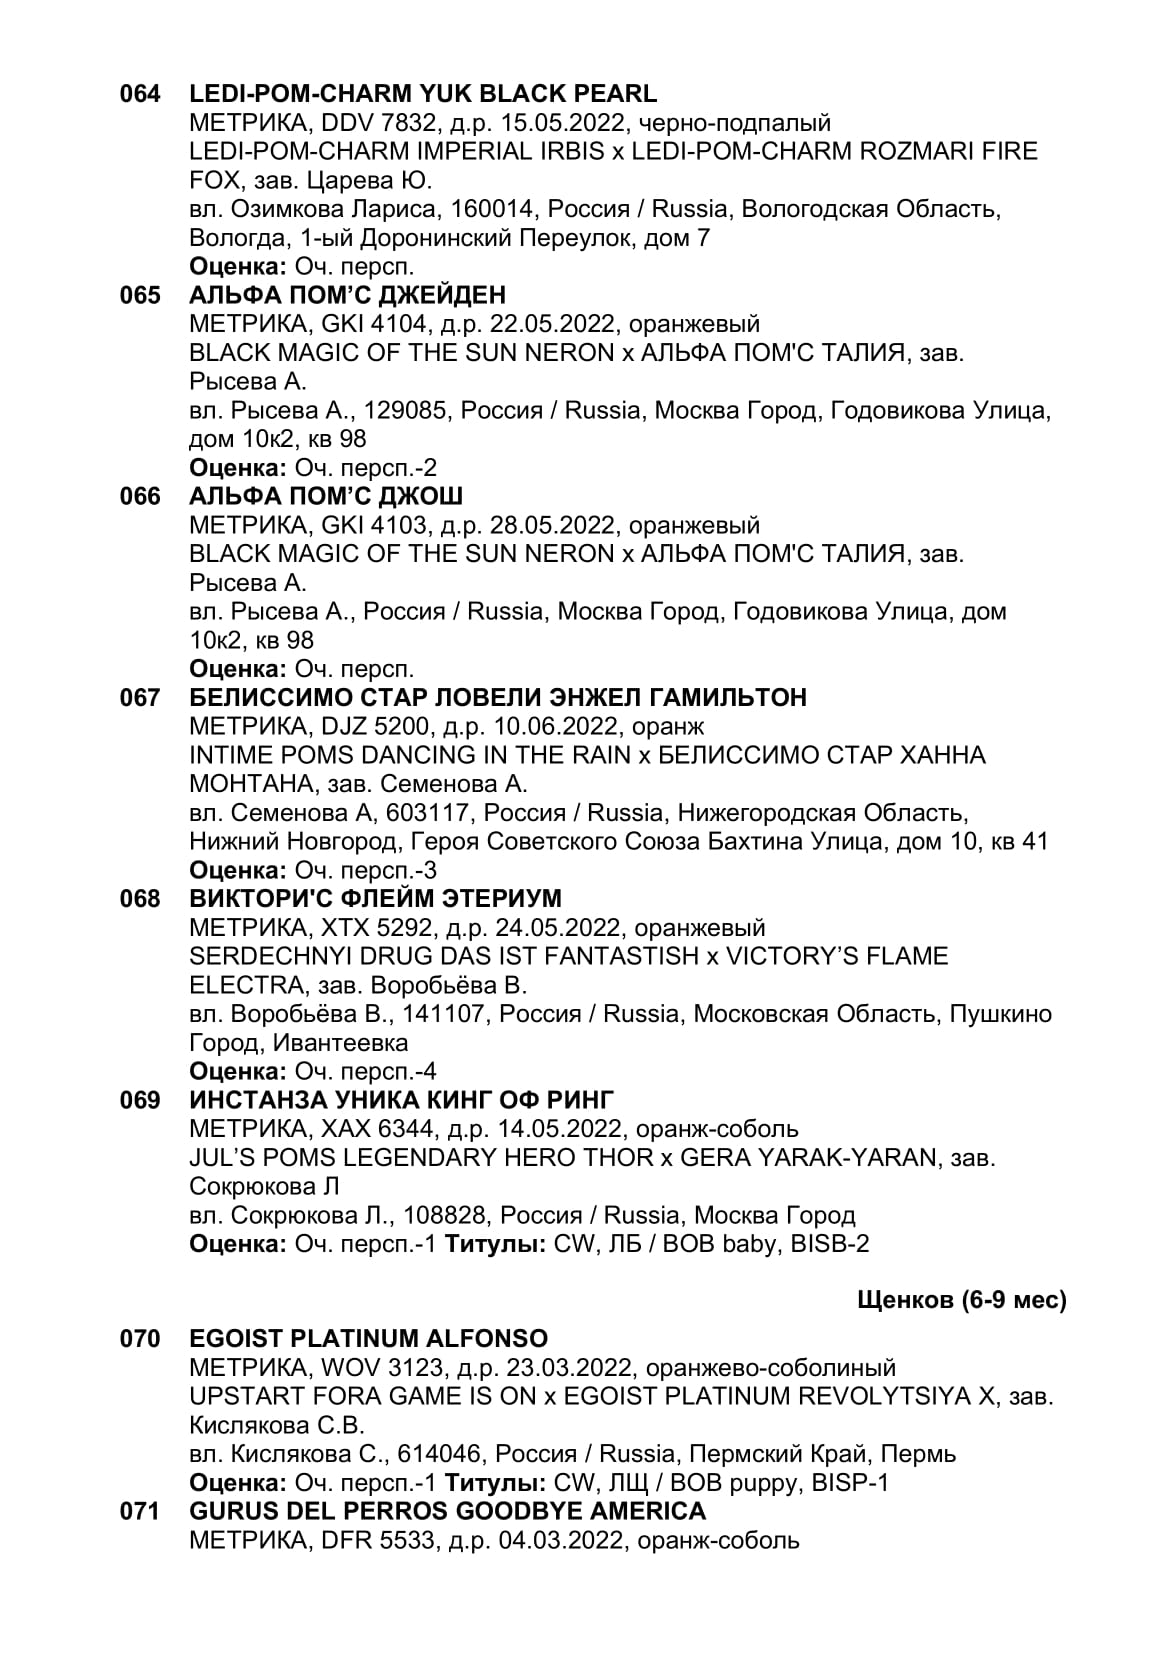 064 LEDI-POM-CHARM YUK BLACK PEARL
МЕТРИКА, DDV 7832, д.р. 15.05.2022, черно-подпалый
LEDI-POM-CHARM IMPERIAL IRBIS x LEDI-POM-CHARM ROZMARI FIRE
FOX, зав. Царева Ю.
вл. Озимкова Лариса, 160014, Россия / Russia, Вологодская Область,
Вологда, 1-ый Доронинский Переулок, дом 7
Оценка: Оч. персп.
065 АЛЬФА ПОМ’С ДЖЕЙДЕН
МЕТРИКА, GKI 4104, д.р. 22.05.2022, оранжевый
BLACK MAGIC OF THE SUN NERON x АЛЬФА ПОМ'С ТАЛИЯ, зав.
Рысева А.
вл. Рысева А., 129085, Россия / Russia, Москва Город, Годовикова Улица,
дом 10к2, кв 98
Оценка: Оч. персп.-2
066 АЛЬФА ПОМ’С ДЖОШ
МЕТРИКА, GKI 4103, д.р. 28.05.2022, оранжевый
BLACK MAGIC OF THE SUN NERON x АЛЬФА ПОМ'С ТАЛИЯ, зав.
Рысева А.
вл. Рысева А., Россия / Russia, Москва Город, Годовикова Улица, дом
10к2, кв 98
Оценка: Оч. персп.
067 БЕЛИССИМО СТАР ЛОВЕЛИ ЭНЖЕЛ ГАМИЛЬТОН
МЕТРИКА, DJZ 5200, д.р. 10.06.2022, оранж
INTIME POMS DANCING IN THE RAIN x БЕЛИССИМО СТАР ХАННА
МОНТАНА, зав. Семенова А.
вл. Семенова А, 603117, Россия / Russia, Нижегородская Область,
Нижний Новгород, Героя Советского Союза Бахтина Улица, дом 10, кв 41
Оценка: Оч. персп.-3
068 ВИКТОРИ'С ФЛЕЙМ ЭТЕРИУМ
МЕТРИКА, XTX 5292, д.р. 24.05.2022, оранжевый
SERDECHNYI DRUG DAS IST FANTASTISH x VICTORY’S FLAME
ELECTRA, зав. Воробьёва В.
вл. Воробьёва В., 141107, Россия / Russia, Московская Область, Пушкино
Город, Ивантеевка
Оценка: Оч. персп.-4
069 ИНСТАНЗА УНИКА КИНГ ОФ РИНГ
МЕТРИКА, XAX 6344, д.р. 14.05.2022, оранж-соболь
JUL’S POMS LEGENDARY HERO THOR x GERA YARAK-YARAN, зав.
Сокрюкова Л
вл. Сокрюкова Л., 108828, Россия / Russia, Москва Город
Оценка: Оч. персп.-1 Титулы: CW, ЛБ / BOB baby, BISB-2
Щенков (6-9 мес)
070 EGOIST PLATINUM ALFONSO
МЕТРИКА, WOV 3123, д.р. 23.03.2022, оранжево-соболиный
UPSTART FORA GAME IS ON x EGOIST PLATINUM REVOLYTSIYA X, зав.
Кислякова С.В.
вл. Кислякова С., 614046, Россия / Russia, Пермский Край, Пермь
Оценка: Оч. персп.-1 Титулы: CW, ЛЩ / BOB puppy, BISP-1
071 GURUS DEL PERROS GOODBYE AMERICA
МЕТРИКА, DFR 5533, д.р. 04.03.2022, оранж-соболь